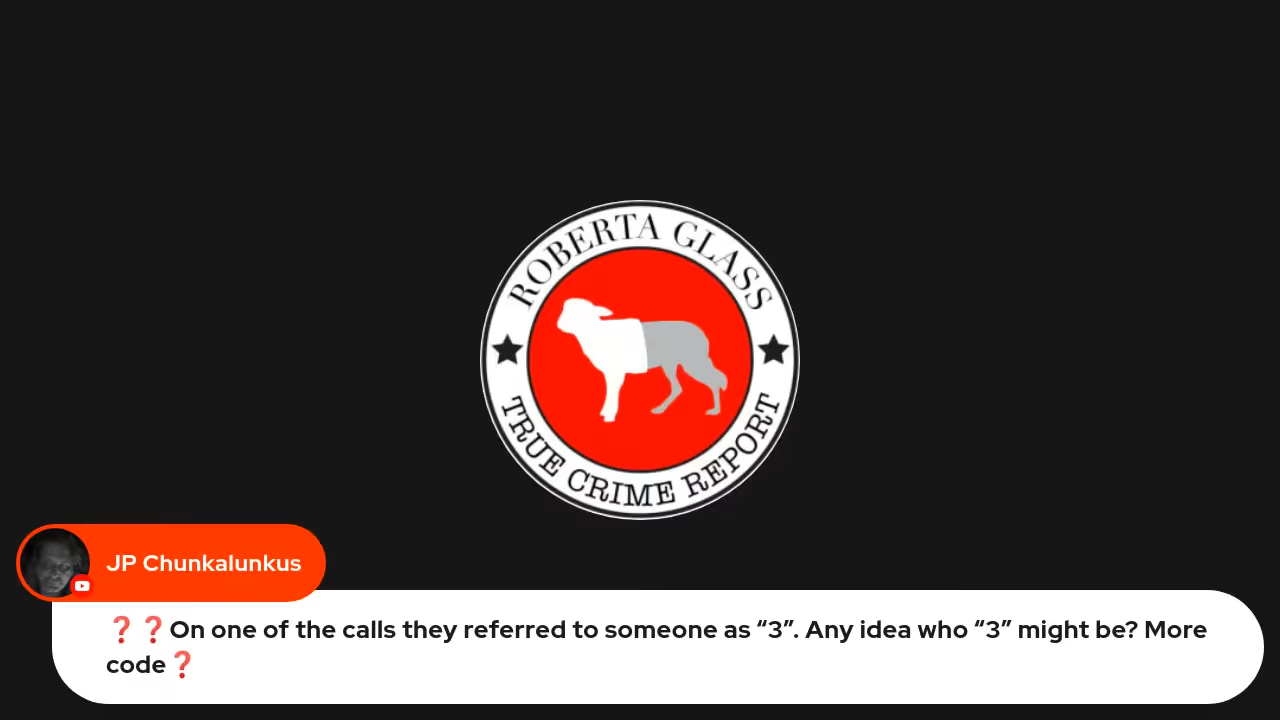 ROBERTA GLASS
TRUE CRIME REPORT
JP Chunkalunkus
❓❓On one of the calls they referred to someone as “3”. Any idea who “3” might be? More
code❓